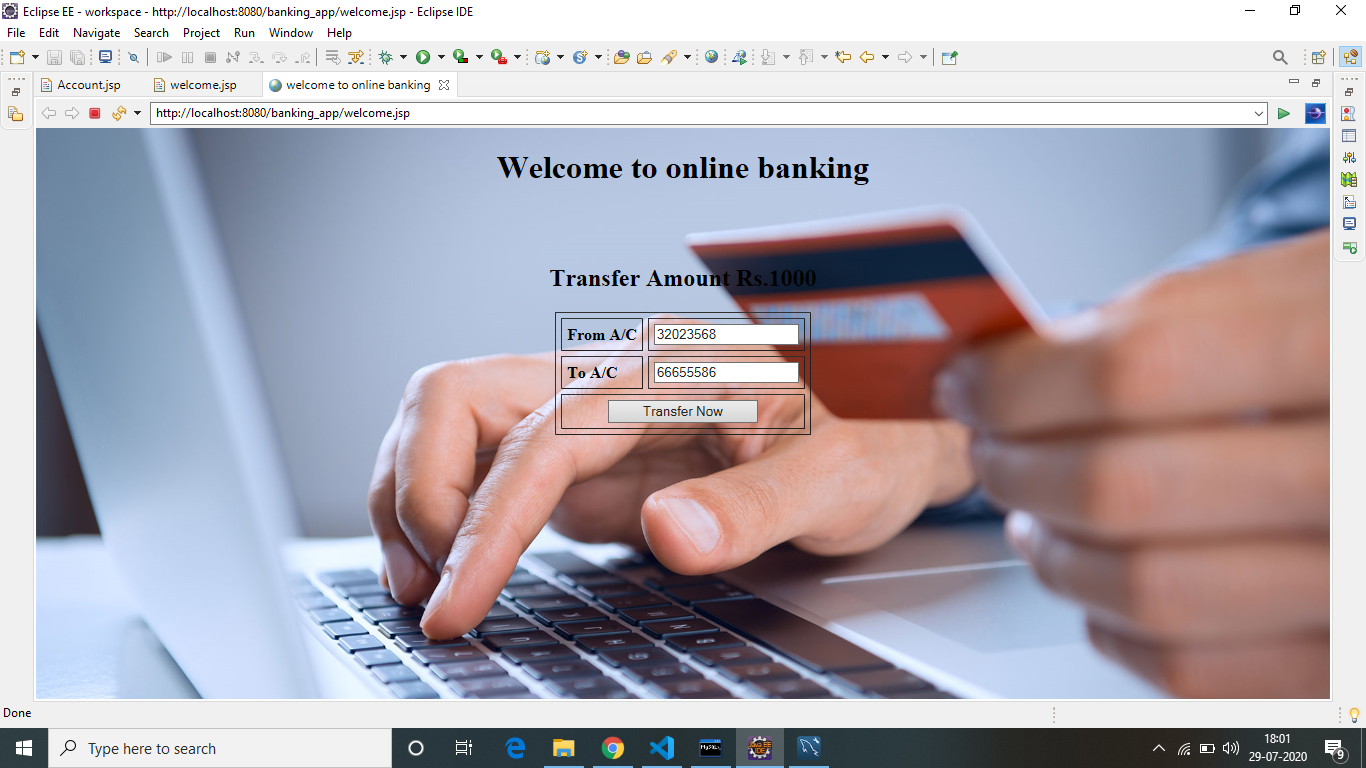 Eclipse EE - workspace - http://localhost:8080/banking_app/welcome.jsp - Eclipse IDE
File Edit Navigate Search Project Run Window Help
Account.jsp welcome.jsp welcome to online banking
http://localhost:8080/banking_app/welcome.jsp
Welcome to online banking
Transfer Amount Rs.1000
From A/C 32023568
To A/C 66655586
Transfer Now
Done
Type here to search
18:01
29-07-2020
9